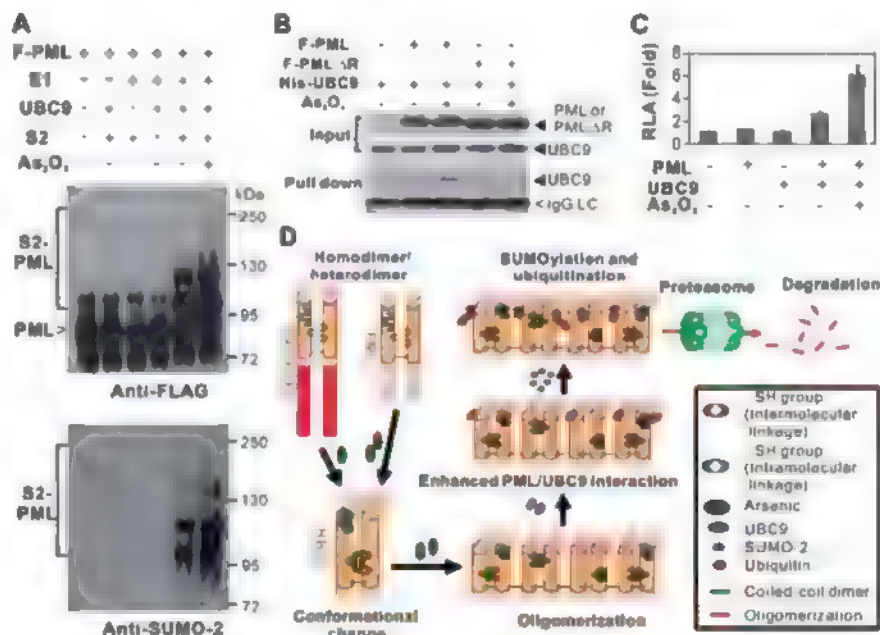 A
F-PML
E1
UBC9
S2
As₂O₃
kDa
250
S2-
PML
130
95
PML>
72
Anti-FLAG
250
S2-
PML
130
95
72
Anti-SUMO-2
B
F-PML
F-PML ΔR
His-UBC9
As₂O₃
Input
PML or
PML ΔR
UBC9
Pull down
UBC9
<IgG LC
C
RLA (Fold)
8
6
4
2
0
PML - + - + +
UBC9 - - + + +
As₂O₃ - - - - +
D
Homodimer/
heterodimer
SUMOylation and
ubiquitination
Proteasome
Degradation
Enhanced PML/UBC9 interaction
Conformational
change
Oligomerization
SH group
(Intermolecular
linkage)
SH group
(Intramolecular
linkage)
Arsenic
UBC9
SUMO-2
Ubiquitin
Coiled coil dimer
Oligomerization